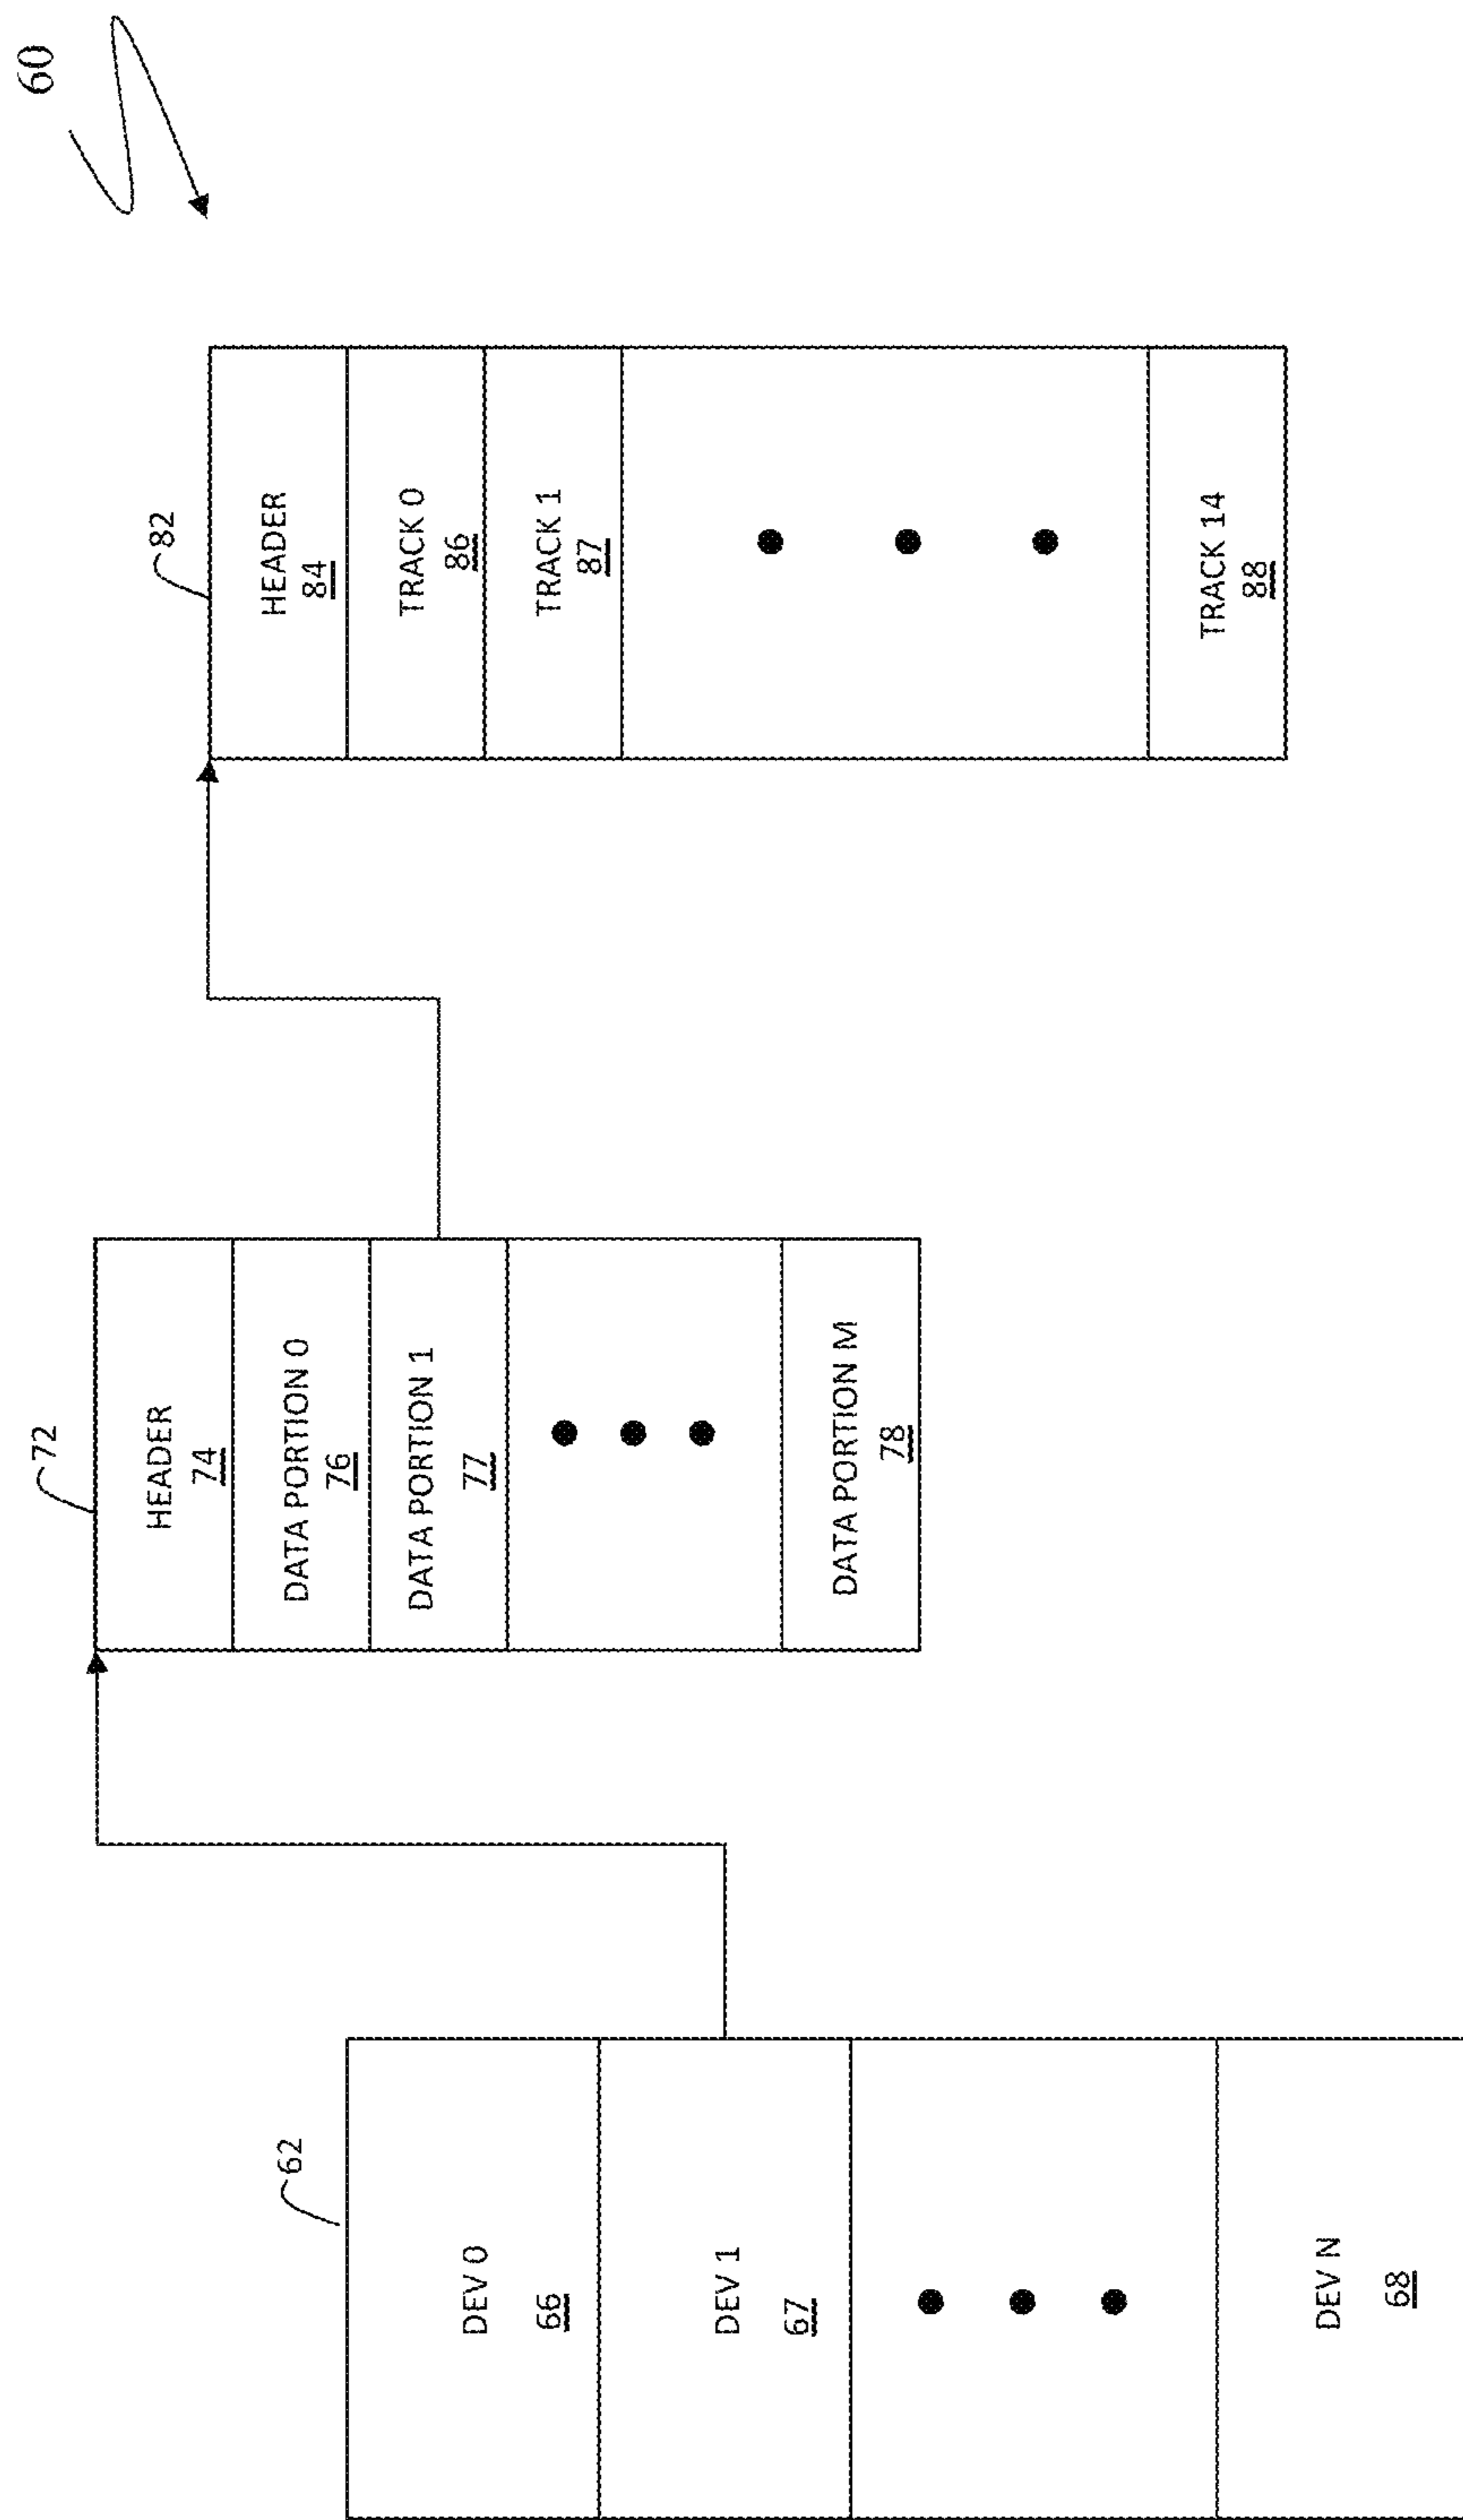 60
62
DEV 0
66
DEV 1
67
DEV N
68
72
HEADER
74
DATA PORTION 0
76
DATA PORTION 1
77
DATA PORTION M
78
82
HEADER
84
TRACK 0
86
TRACK 1
87
TRACK 14
88